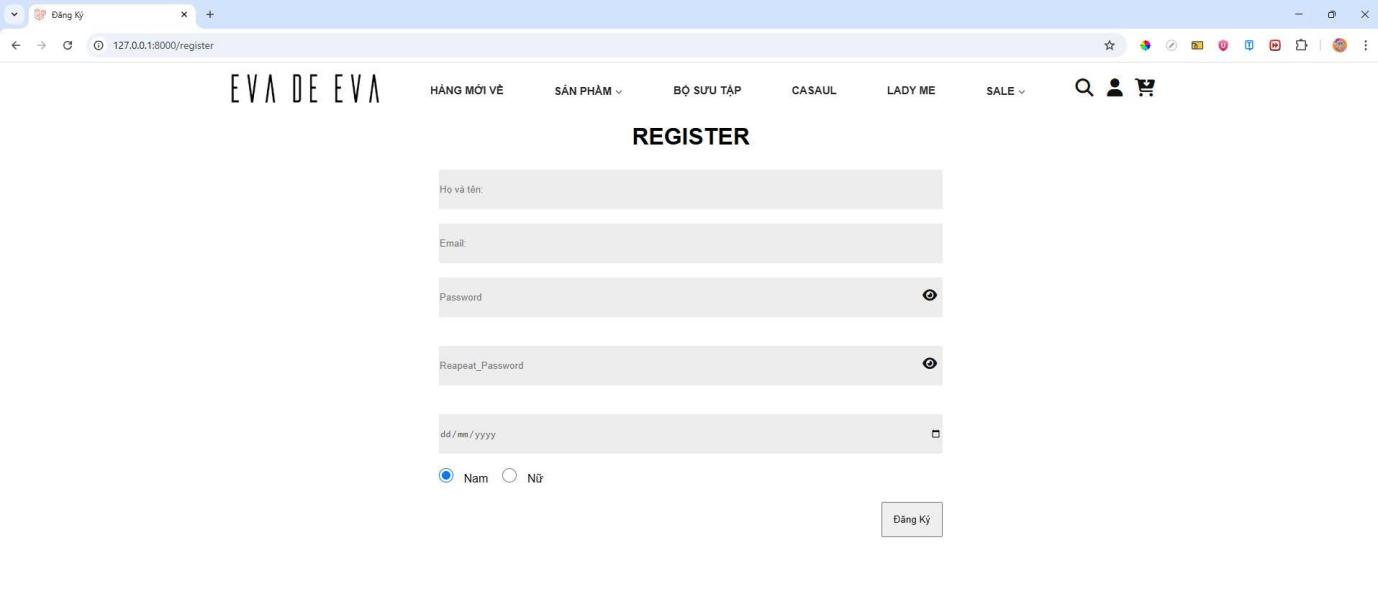 Đăng Ký
127.0.0.1:8000/register
EVA DE EVA
HÀNG MỚI VỀ SẢN PHẨM BỘ SƯU TẬP CASAUL LADY ME SALE
REGISTER
Họ và tên:
Email:
Password
Reapeat_Password
dd/mm/yyyy
Nam Nữ
Đăng Ký